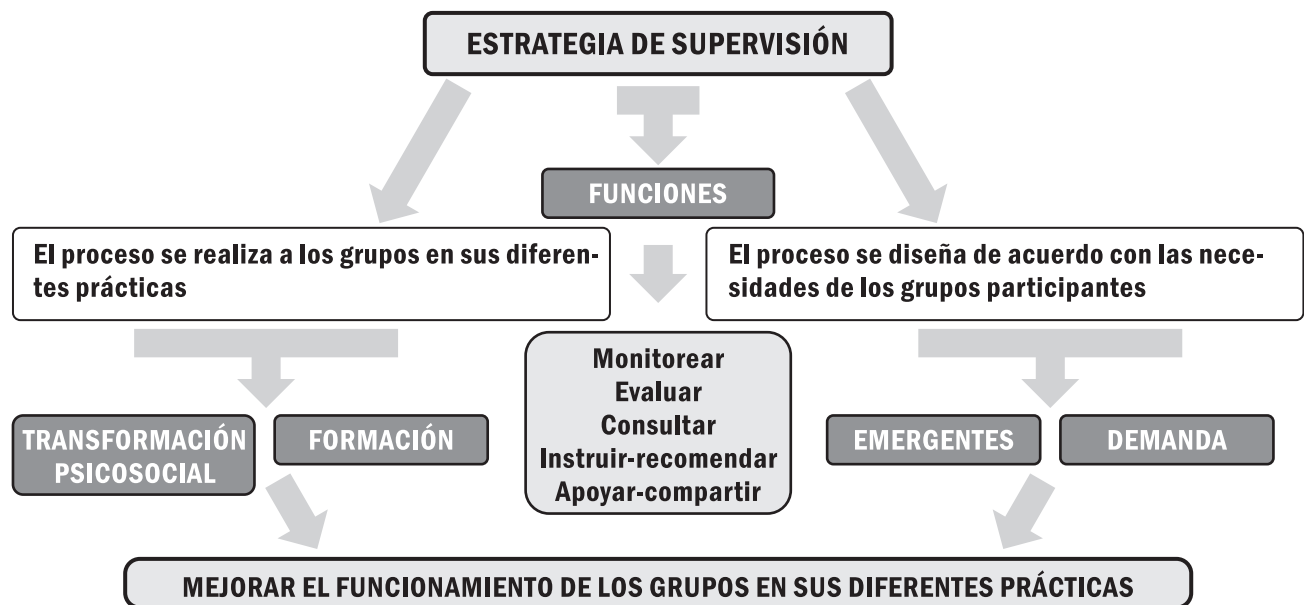 ESTRATEGIA DE SUPERVISIÓN
FUNCIONES
El proceso se realiza a los grupos en sus diferen-
tes prácticas
El proceso se diseña de acuerdo con las nece-
sidades de los grupos participantes
Monitorear
Evaluar
Consultar
Instruir-recomendar
Apoyar-compartir
TRANSFORMACIÓN
PSICOSOCIAL
FORMACIÓN
EMERGENTES
DEMANDA
MEJORAR EL FUNCIONAMIENTO DE LOS GRUPOS EN SUS DIFERENTES PRÁCTICAS